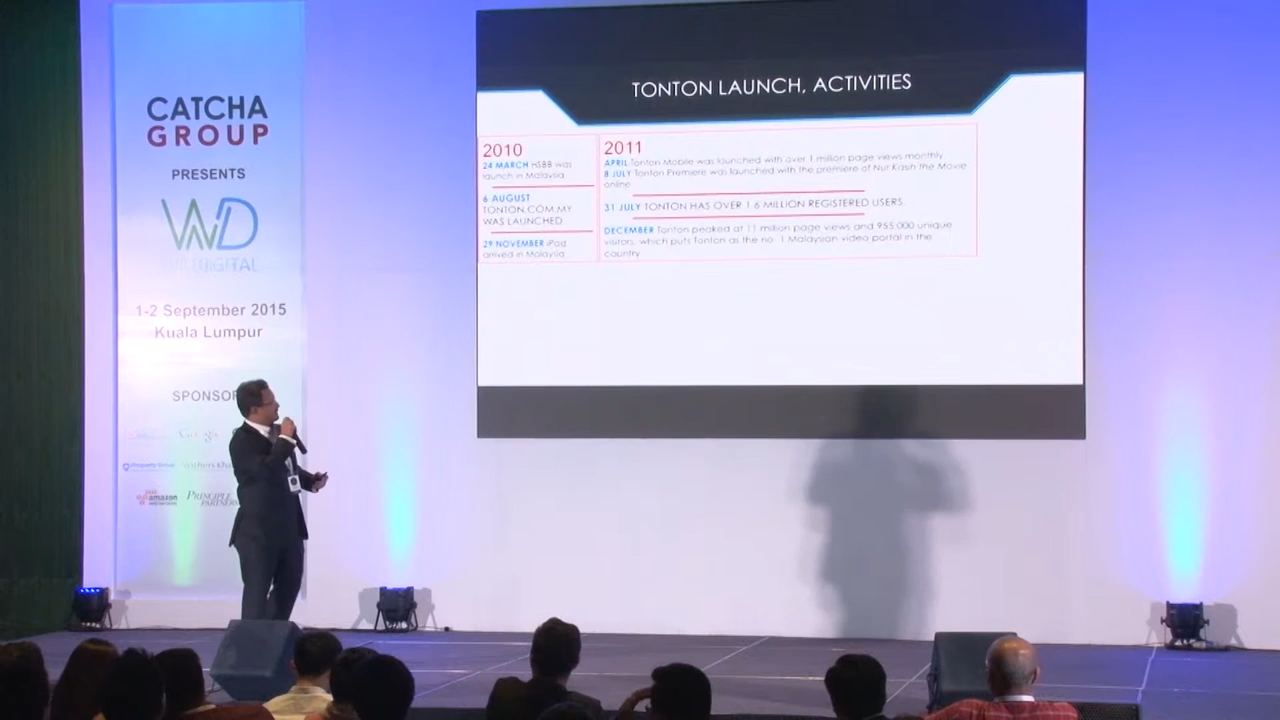 CATCHA
GROUP
PRESENTS
WD
DIGITAL
1-2 September 2015
Kuala Lumpur
SPONSOR
Google
amazon
PRINCIPLE
PARTNERS
TONTON LAUNCH, ACTIVITIES
2010
24 MARCH HSBB was
launch in Malaysia
6 AUGUST
TONTON.COM.MY
WAS LAUNCHED
29 NOVEMBER iPad
arrived in Malaysia
2011
APRIL Tonton Mobile was launched with over 1 million page views monthly
8 JULY Tonton Premiere was launched with the premiere of Nur Kasih the Movie
online
31 JULY TONTON HAS OVER 1.6 MILLION REGISTERED USERS
DECEMBER Tonton peaked at 11 million page views and 955,000 unique
visitors, which puts Tonton as the no. 1 Malaysian video portal in the
country